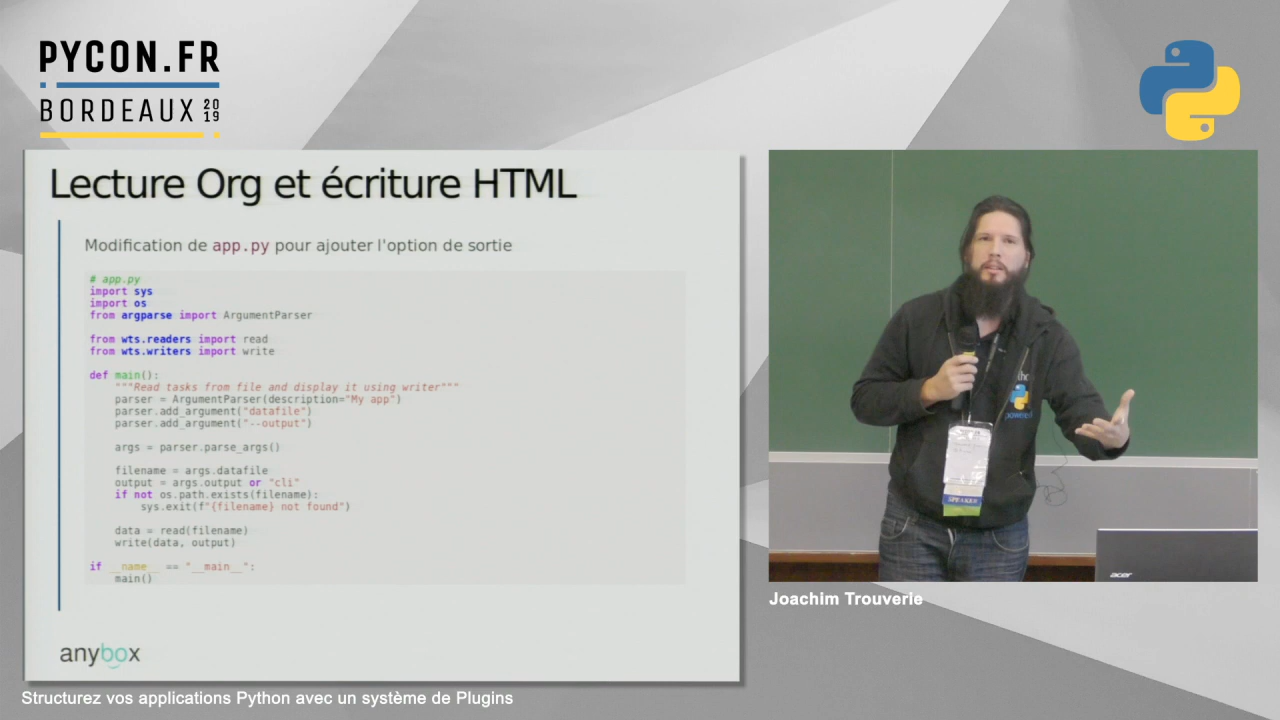 PYCON.FR
BORDEAUX 20 19
Lecture Org et écriture HTML
Modification de app.py pour ajouter l'option de sortie
# app.py
import sys
import os
from argparse import ArgumentParser
from wts.readers import read
from wts.writers import write
def main():
"""Read tasks from file and display it using writer"""
parser = ArgumentParser(description="My app")
parser.add_argument("datafile")
parser.add_argument("--output")
args = parser.parse_args()
filename = args.datafile
output = args.output or "cli"
if not os.path.exists(filename):
sys.exit(f"{filename} not found")
data = read(filename)
write(data, output)
if __name__ == "__main__":
main()
anybox
SPEAKER
acer
Joachim Trouverie
Structurez vos applications Python avec un système de Plugins